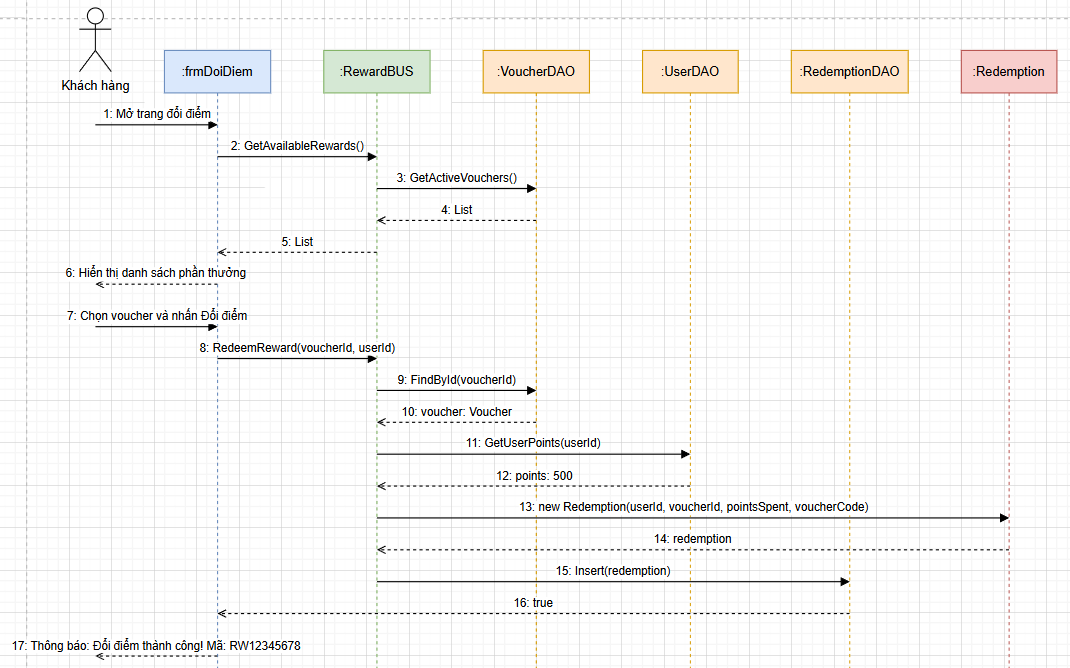 Khách hàng
:frmDoiDiem
:RewardBUS
:VoucherDAO
:UserDAO
:RedemptionDAO
:Redemption
1: Mở trang đổi điểm
2: GetAvailableRewards()
3: GetActiveVouchers()
4: List
5: List
6: Hiển thị danh sách phần thưởng
7: Chọn voucher và nhấn Đổi điểm
8: RedeemReward(voucherId, userId)
9: FindById(voucherId)
10: voucher: Voucher
11: GetUserPoints(userId)
12: points: 500
13: new Redemption(userId, voucherId, pointsSpent, voucherCode)
14: redemption
15: Insert(redemption)
16: true
17: Thông báo: Đổi điểm thành công! Mã: RW12345678